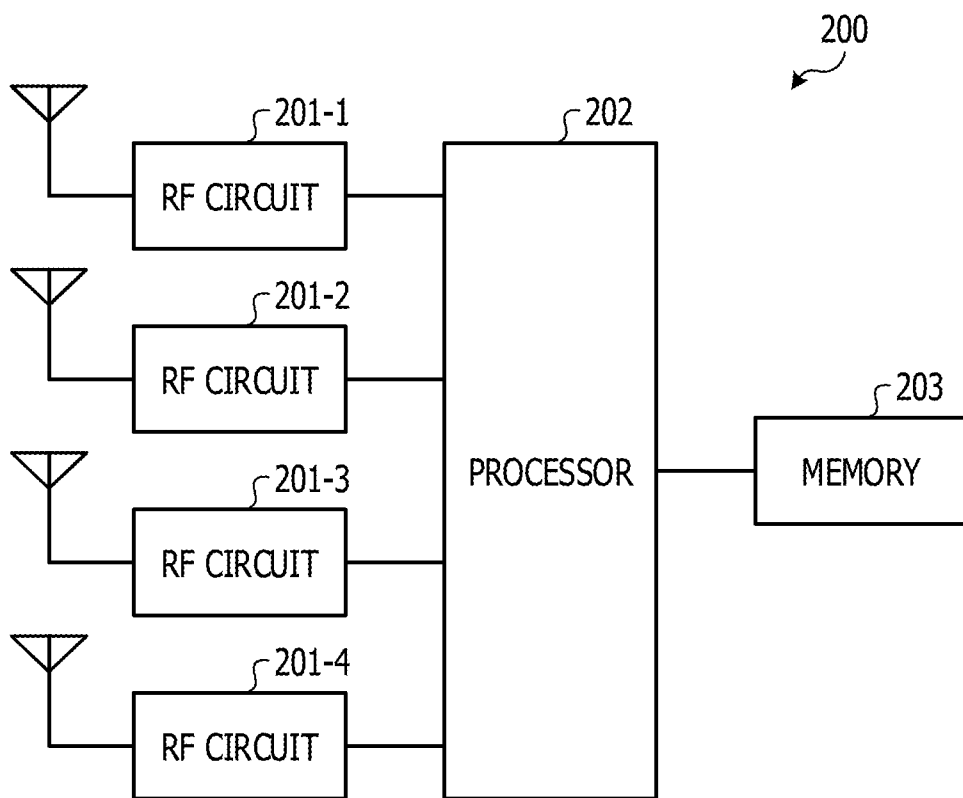 200
201-1
RF CIRCUIT
202
201-2
RF CIRCUIT
203
PROCESSOR
MEMORY
201-3
RF CIRCUIT
201-4
RF CIRCUIT